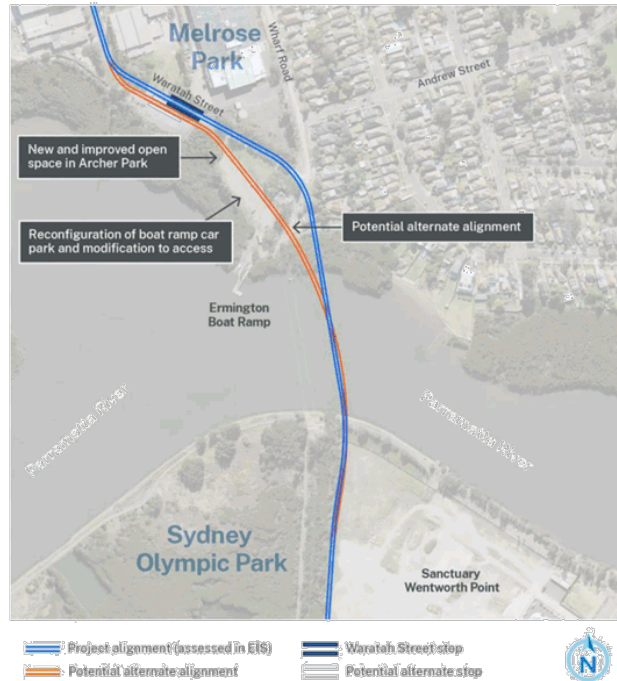 Melrose
Park
Wharf Road
Andrew Street
Waratah Street
New and improved open
space in Archer Park
Reconfiguration of boat ramp car
park and modification to access
Potential alternate alignment
Ermington
Boat Ramp
Parramatta River
Parramatta River
Sydney
Olympic Park
Sanctuary
Wentworth Point
Project alignment (assessed in EIS)
Waratah Street stop
Potential alternate alignment
Potential alternate stop
N